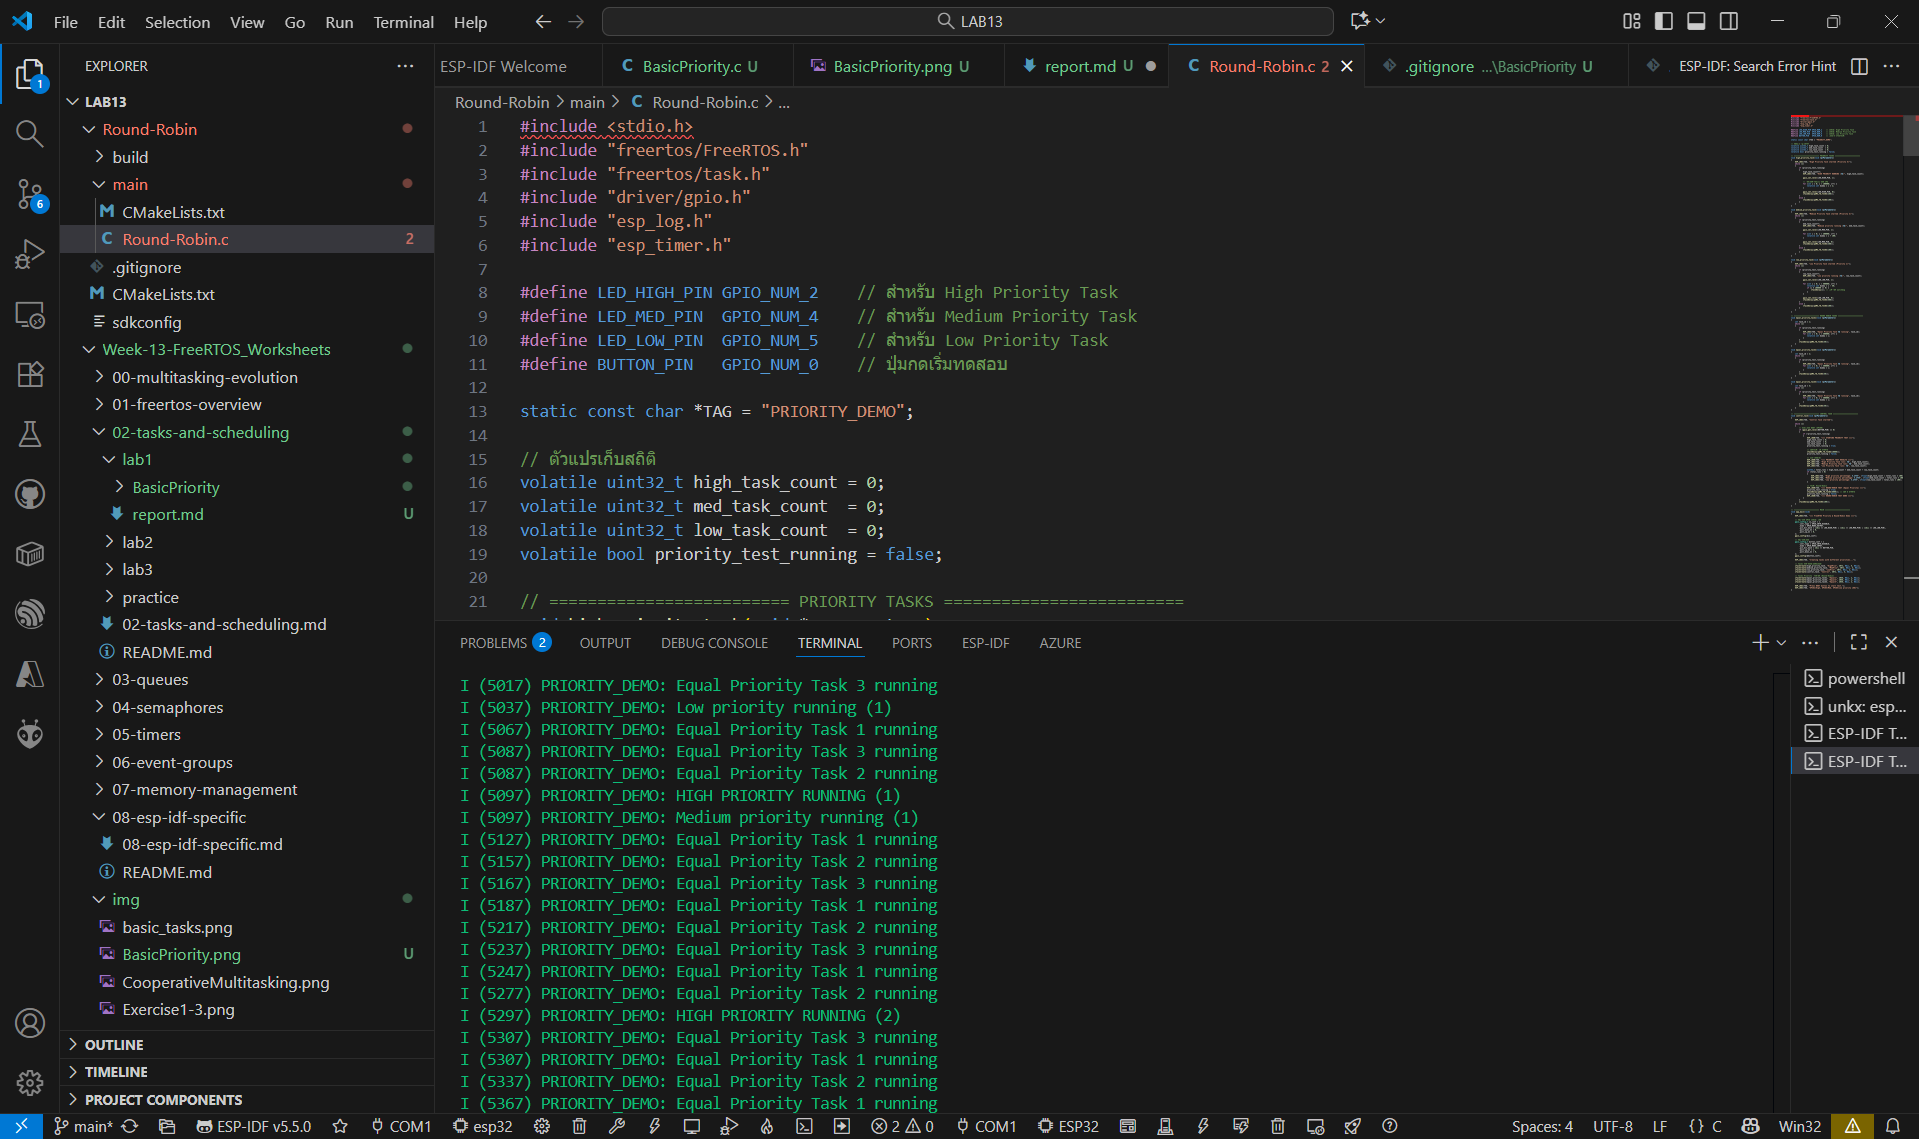 File Edit Selection View Go Run Terminal Help
LAB13
EXPLORER
ESP-IDF Welcome
BasicPriority.c U
BasicPriority.png U
report.md U
Round-Robin.c 2
.gitignore ...\BasicPriority U
ESP-IDF: Search Error Hint
1
6
LAB13
Round-Robin
build
main
CMakeLists.txt
Round-Robin.c 2
.gitignore
CMakeLists.txt
sdkconfig
Week-13-FreeRTOS_Worksheets
00-multitasking-evolution
01-freertos-overview
02-tasks-and-scheduling
lab1
BasicPriority
report.md U
lab2
lab3
practice
02-tasks-and-scheduling.md
README.md
03-queues
04-semaphores
05-timers
06-event-groups
07-memory-management
08-esp-idf-specific
08-esp-idf-specific.md
README.md
img
basic_tasks.png
BasicPriority.png U
CooperativeMultitasking.png
Exercise1-3.png
OUTLINE
TIMELINE
PROJECT COMPONENTS
Round-Robin > main > Round-Robin.c > ...
1 #include <stdio.h>
2 #include "freertos/FreeRTOS.h"
3 #include "freertos/task.h"
4 #include "driver/gpio.h"
5 #include "esp_log.h"
6 #include "esp_timer.h"
7
8 #define LED_HIGH_PIN GPIO_NUM_2 // สำหรับ High Priority Task
9 #define LED_MED_PIN GPIO_NUM_4 // สำหรับ Medium Priority Task
10 #define LED_LOW_PIN GPIO_NUM_5 // สำหรับ Low Priority Task
11 #define BUTTON_PIN GPIO_NUM_0 // ปุ่มกดเริ่มทดสอบ
12
13 static const char *TAG = "PRIORITY_DEMO";
14
15 // ตัวแปรเก็บสถิติ
16 volatile uint32_t high_task_count = 0;
17 volatile uint32_t med_task_count = 0;
18 volatile uint32_t low_task_count = 0;
19 volatile bool priority_test_running = false;
20
21 // ========================= PRIORITY TASKS =========================
PROBLEMS 2 OUTPUT DEBUG CONSOLE TERMINAL PORTS ESP-IDF AZURE
I (5017) PRIORITY_DEMO: Equal Priority Task 3 running
I (5037) PRIORITY_DEMO: Low priority running (1)
I (5067) PRIORITY_DEMO: Equal Priority Task 1 running
I (5087) PRIORITY_DEMO: Equal Priority Task 3 running
I (5087) PRIORITY_DEMO: Equal Priority Task 2 running
I (5097) PRIORITY_DEMO: HIGH PRIORITY RUNNING (1)
I (5097) PRIORITY_DEMO: Medium priority running (1)
I (5127) PRIORITY_DEMO: Equal Priority Task 1 running
I (5157) PRIORITY_DEMO: Equal Priority Task 2 running
I (5167) PRIORITY_DEMO: Equal Priority Task 3 running
I (5187) PRIORITY_DEMO: Equal Priority Task 1 running
I (5217) PRIORITY_DEMO: Equal Priority Task 2 running
I (5237) PRIORITY_DEMO: Equal Priority Task 3 running
I (5247) PRIORITY_DEMO: Equal Priority Task 1 running
I (5277) PRIORITY_DEMO: Equal Priority Task 2 running
I (5297) PRIORITY_DEMO: HIGH PRIORITY RUNNING (2)
I (5307) PRIORITY_DEMO: Equal Priority Task 3 running
I (5307) PRIORITY_DEMO: Equal Priority Task 1 running
I (5337) PRIORITY_DEMO: Equal Priority Task 2 running
I (5367) PRIORITY_DEMO: Equal Priority Task 1 running
powershell
unkx: esp...
ESP-IDF T...
ESP-IDF T...
main* ESP-IDF v5.5.0 COM1 esp32 2 0 COM1 ESP32 Spaces: 4 UTF-8 LF {} C Win32